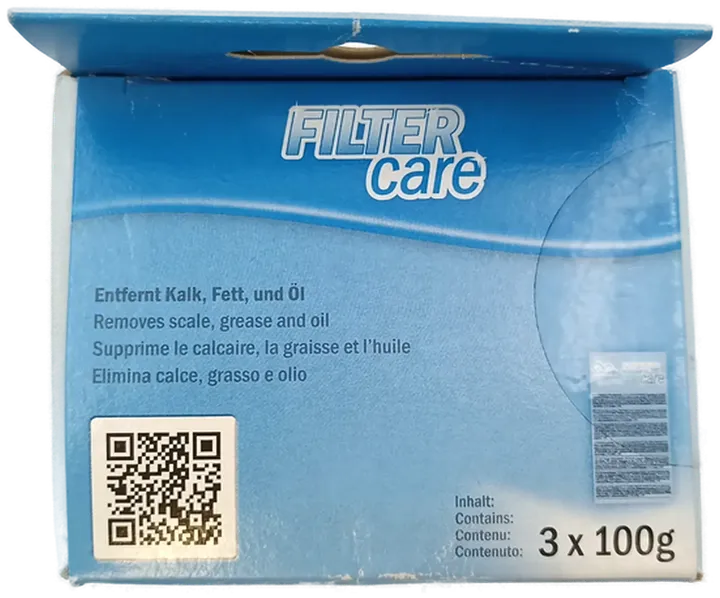 FILTER
care
Entfernt Kalk, Fett, und Öl
Removes scale, grease and oil
Supprime le calcaire, la graisse et l'huile
Elimina calce, grasso e olio
care
Inhalt:
Contains:
Contenu:
Contenuto: 3 x 100g